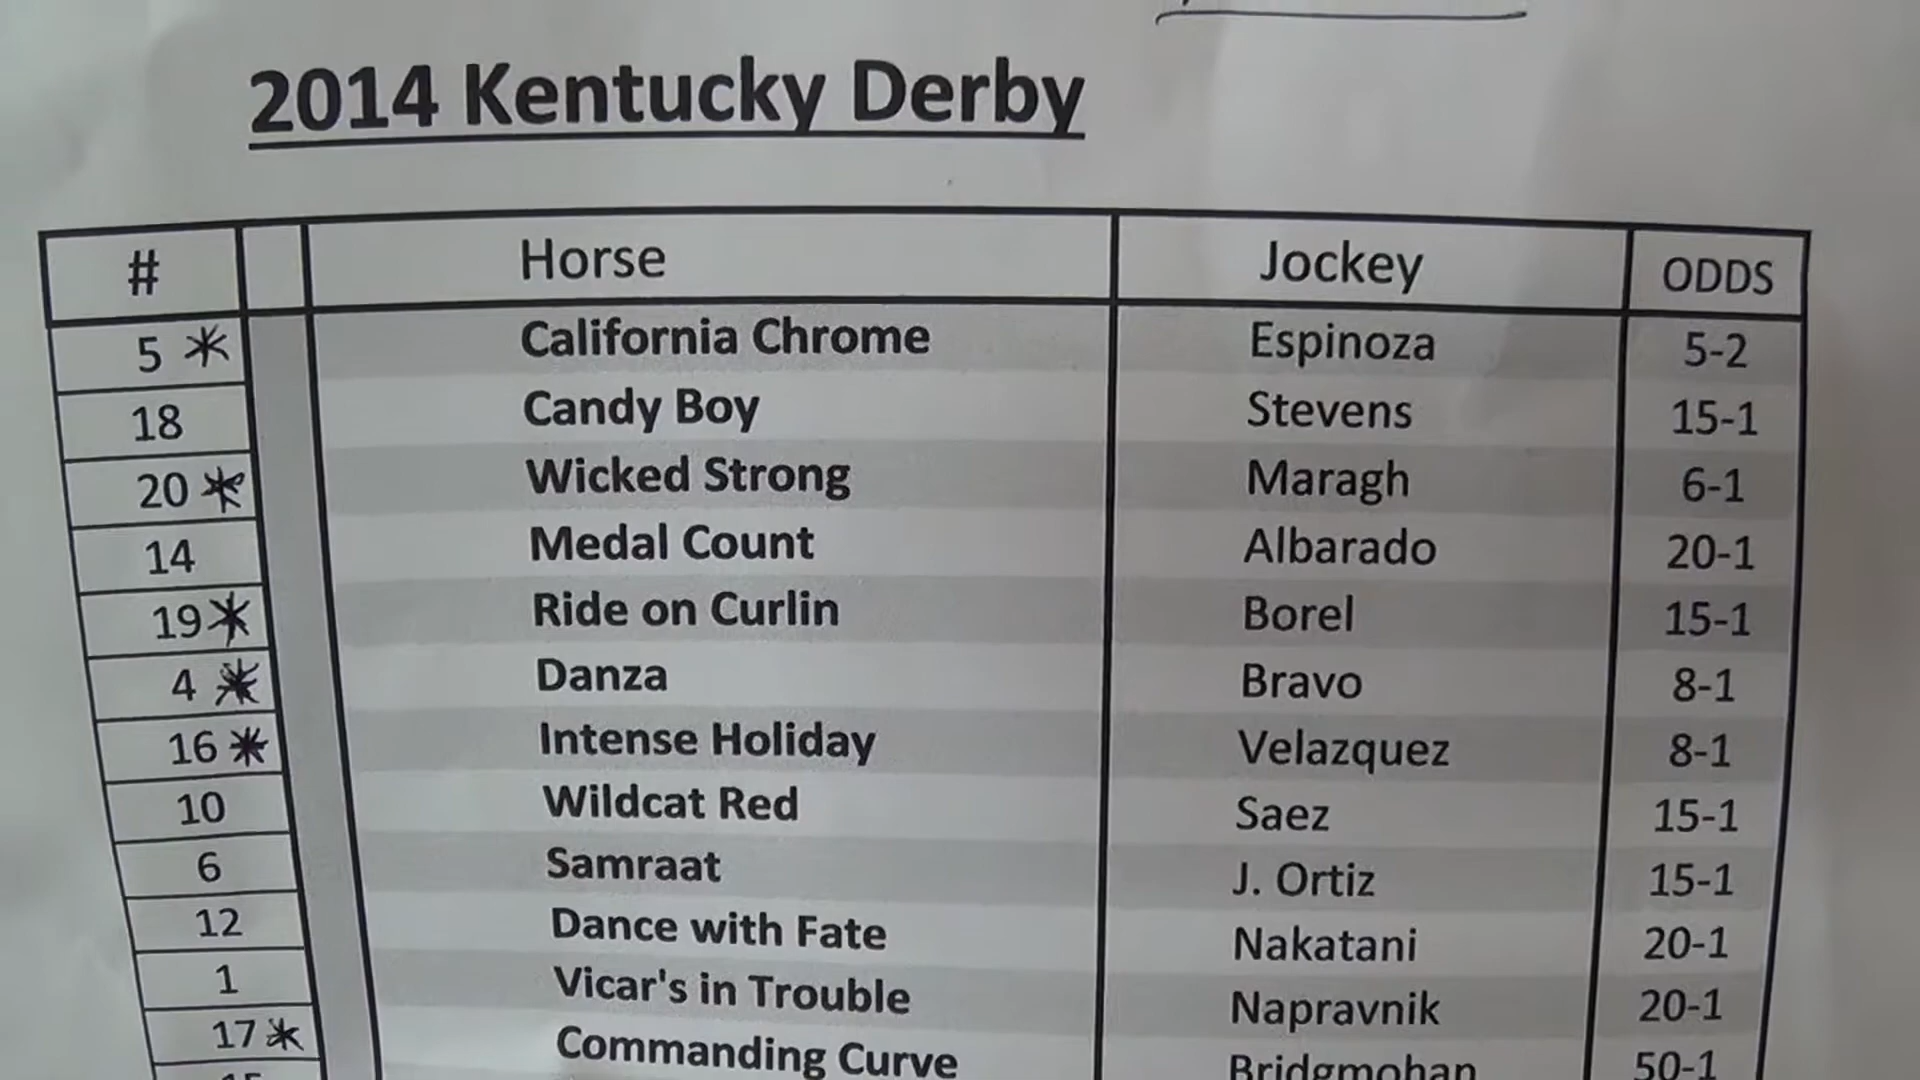 2014 Kentucky Derby
# Horse Jockey ODDS
5 * California Chrome Espinoza 5-2
18 Candy Boy Stevens 15-1
20 * Wicked Strong Maragh 6-1
14 Medal Count Albarado 20-1
19 * Ride on Curlin Borel 15-1
4 * Danza Bravo 8-1
16 * Intense Holiday Velazquez 8-1
10 Wildcat Red Saez 15-1
6 Samraat J. Ortiz 15-1
12 Dance with Fate Nakatani 20-1
1 Vicar's in Trouble Napravnik 20-1
17 * Commanding Curve Bridgmohan 50-1
15